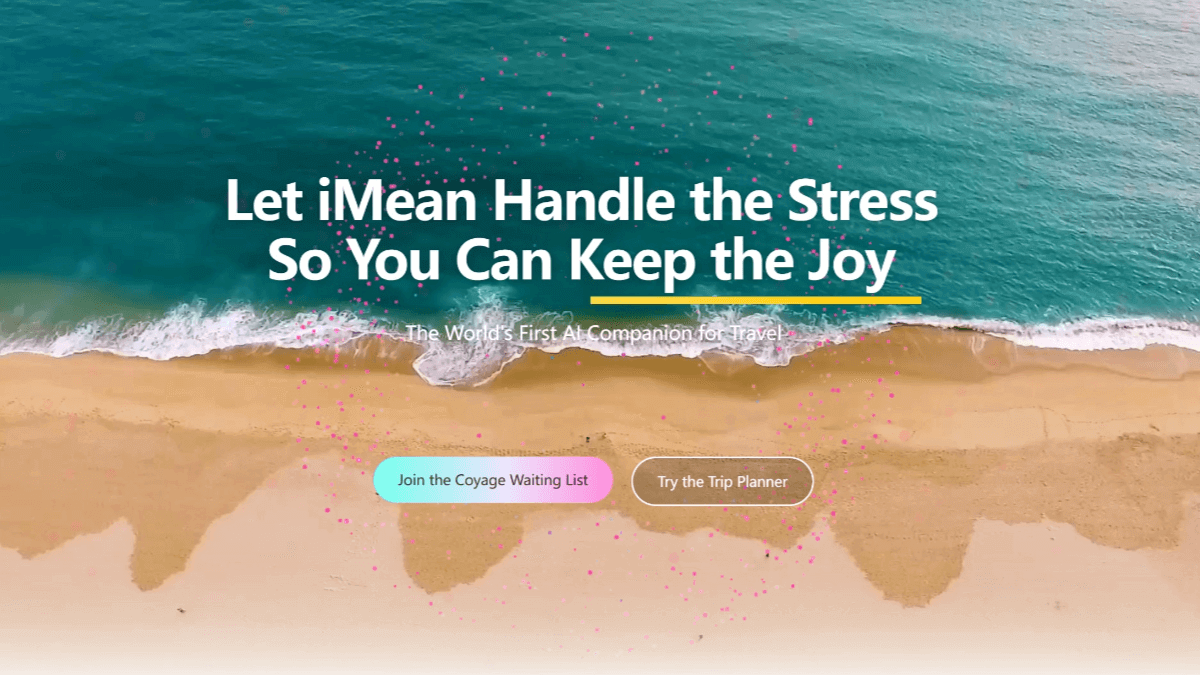 Let iMean Handle the Stress
So You Can Keep the Joy
The World's First AI Companion for Travel
Join the Coyage Waiting List
Try the Trip Planner